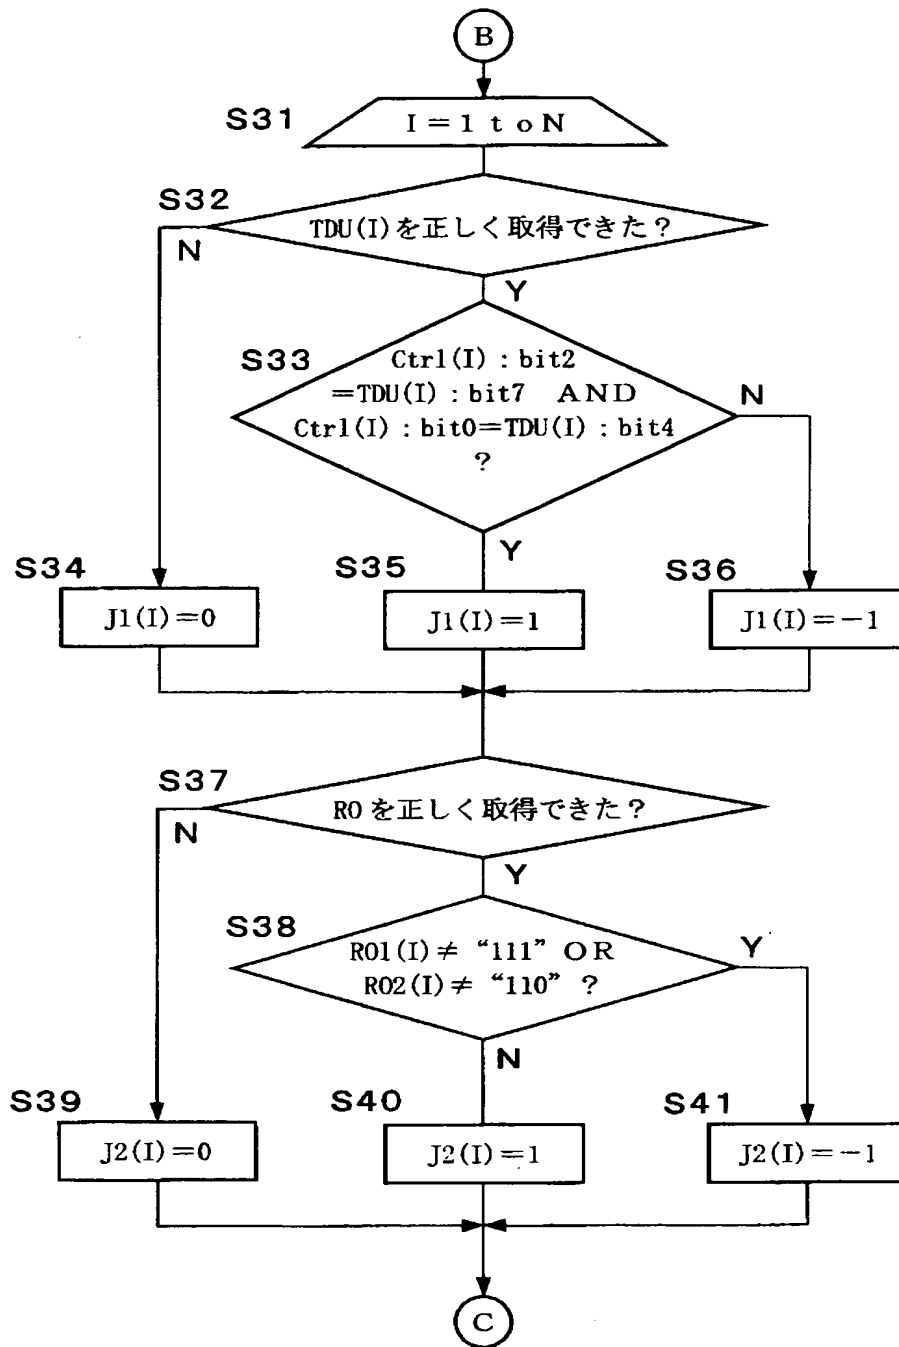 B
S31
I=1 to N
S32
TDU(I)を正しく取得できた?
N
Y
S33
Ctrl(I):bit2
=TDU(I):bit7 AND
Ctrl(I):bit0=TDU(I):bit4
?
N
Y
S34
J1(I)=0
S35
J1(I)=1
S36
J1(I)=-1
S37
ROを正しく取得できた?
N
Y
S38
RO1(I)≠“111” OR
RO2(I)≠“110” ?
Y
N
S39
J2(I)=0
S40
J2(I)=1
S41
J2(I)=-1
C